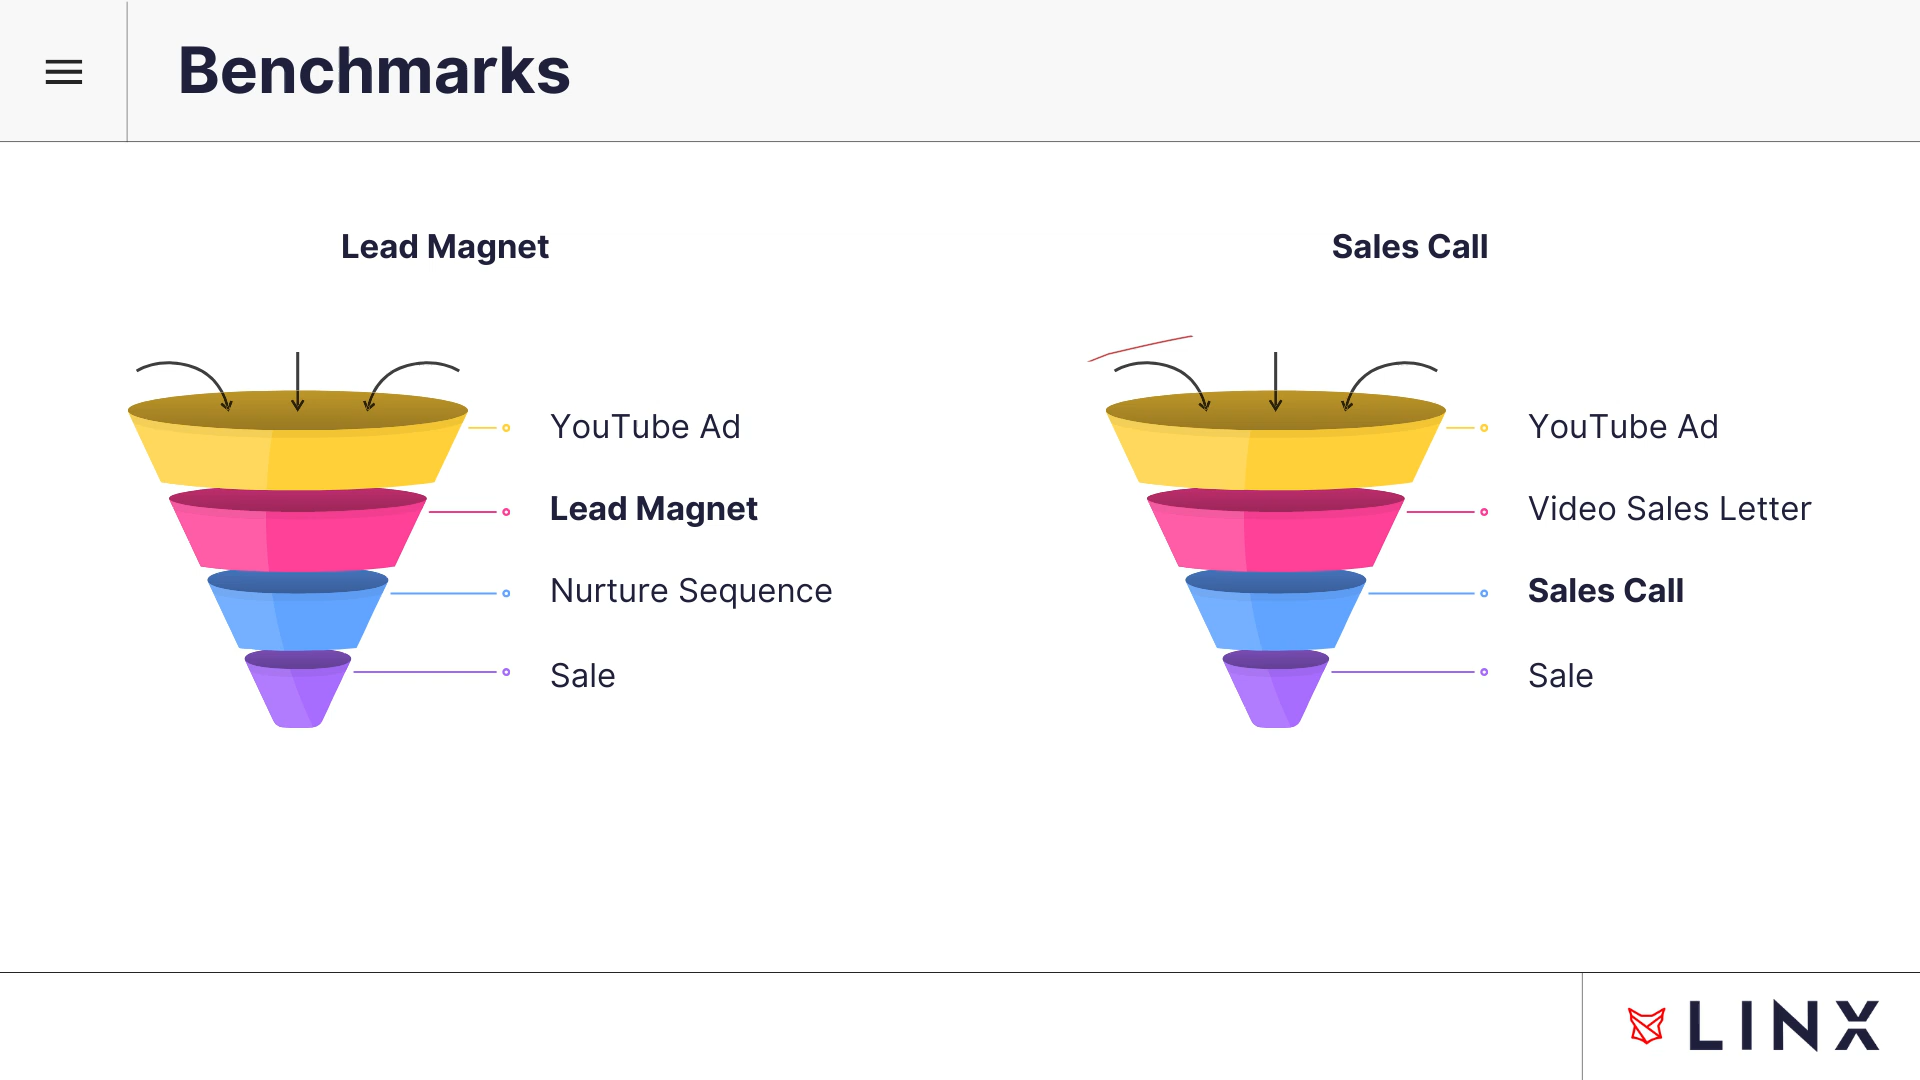 Benchmarks
Lead Magnet
YouTube Ad
Lead Magnet
Nurture Sequence
Sale
Sales Call
YouTube Ad
Video Sales Letter
Sales Call
Sale
LINX